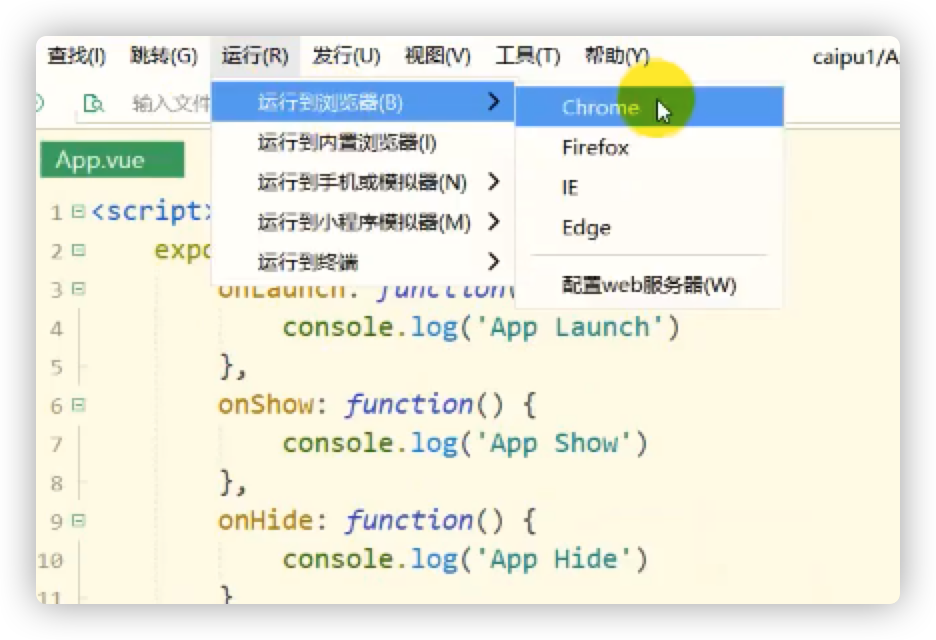 查找(I) 跳转(G) 运行(R) 发行(U) 视图(V) 工具(T) 帮助(Y) caipu1/A
输入文件
运行到浏览器(B)
运行到内置浏览器(I)
运行到手机或模拟器(N)
运行到小程序模拟器(M)
运行到终端
Chrome
Firefox
IE
Edge
配置web服务器(W)
App.vue
1 <script>
2 expo
3 onLaunch: function(
4 console.log('App Launch')
5 },
6 onShow: function() {
7 console.log('App Show')
8 },
9 onHide: function() {
10 console.log('App Hide')
11 }